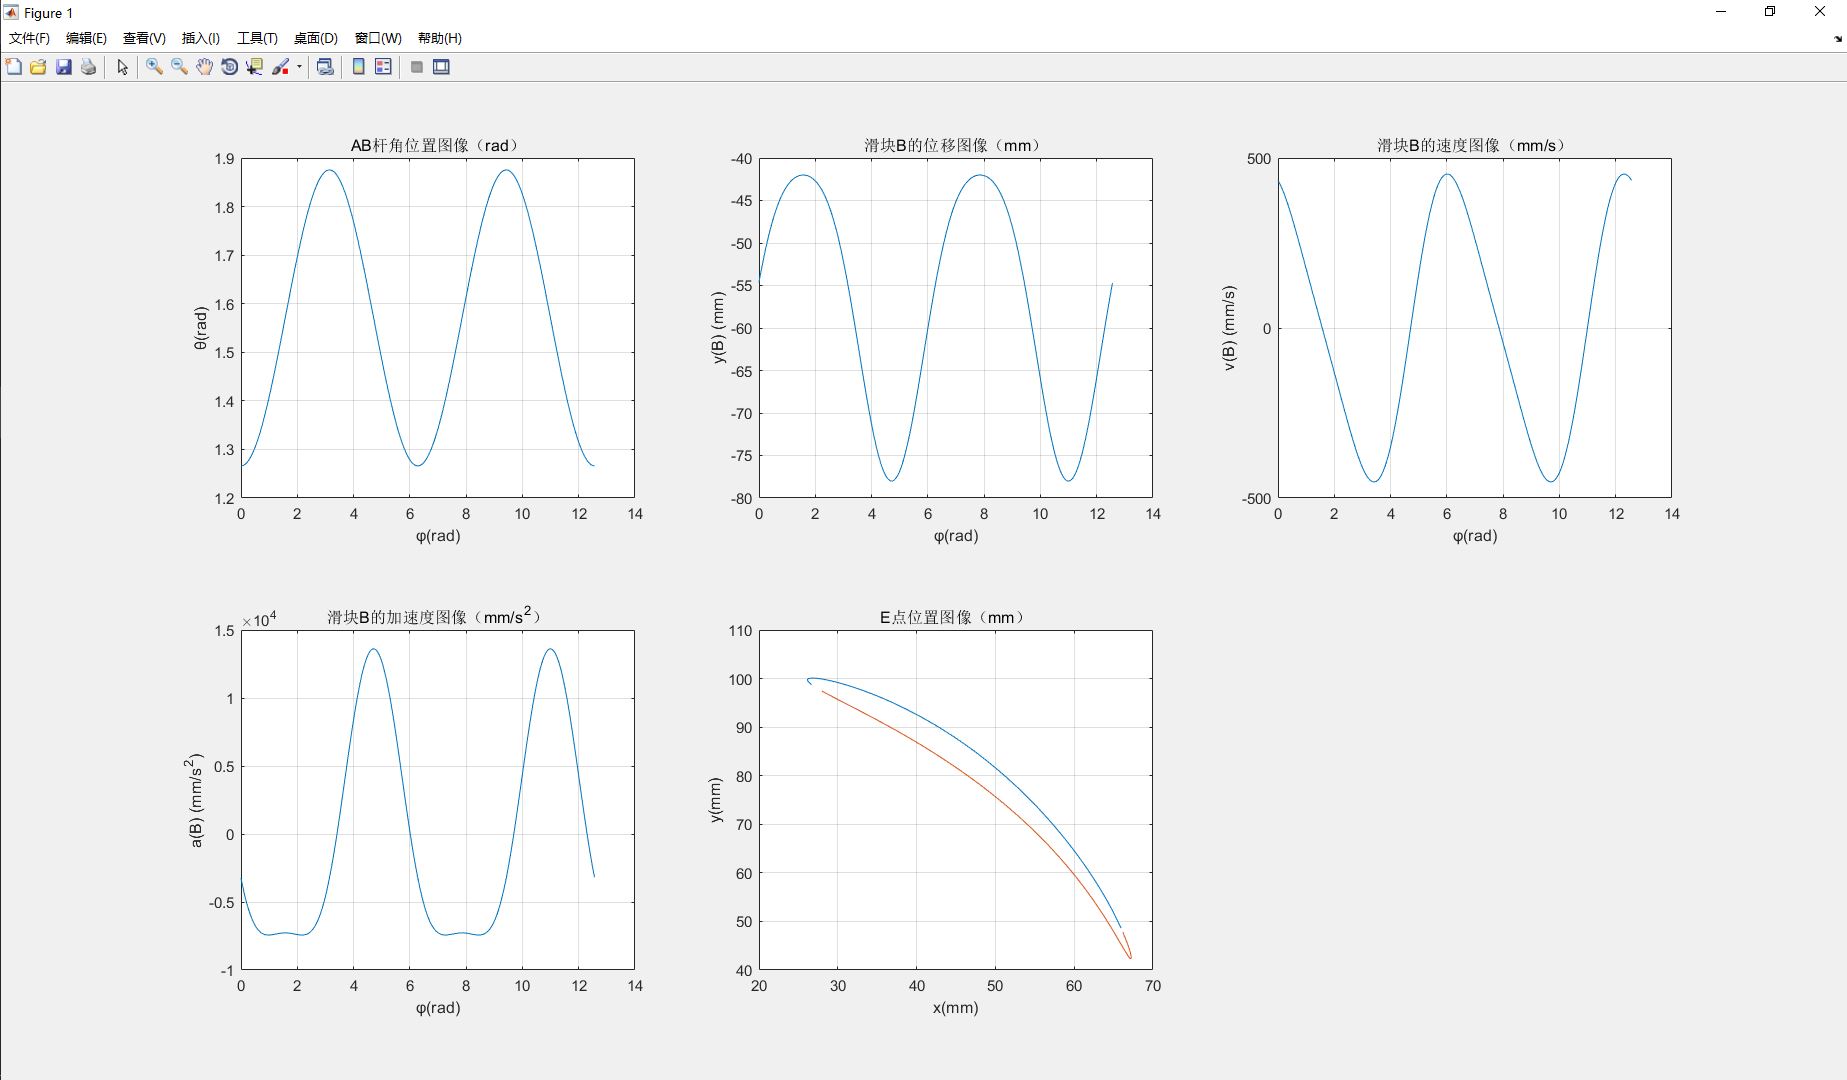 Figure 1
文件(F) 编辑(E) 查看(V) 插入(I) 工具(T) 桌面(D) 窗口(W) 帮助(H)
AB杆角位置图像（rad）
1.9
1.8
1.7
1.6
1.5
1.4
1.3
1.2
θ(rad)
0 2 4 6 8 10 12 14
φ(rad)
滑块B的位移图像（mm）
-40
-45
-50
-55
-60
-65
-70
-75
-80
y(B) (mm)
0 2 4 6 8 10 12 14
φ(rad)
滑块B的速度图像（mm/s）
500
0
-500
v(B) (mm/s)
0 2 4 6 8 10 12 14
φ(rad)
滑块B的加速度图像（mm/s²）
×10⁴
1.5
1
0.5
0
-0.5
-1
a(B) (mm/s²)
0 2 4 6 8 10 12 14
φ(rad)
E点位置图像（mm）
110
100
90
80
70
60
50
40
y(mm)
20 30 40 50 60 70
x(mm)